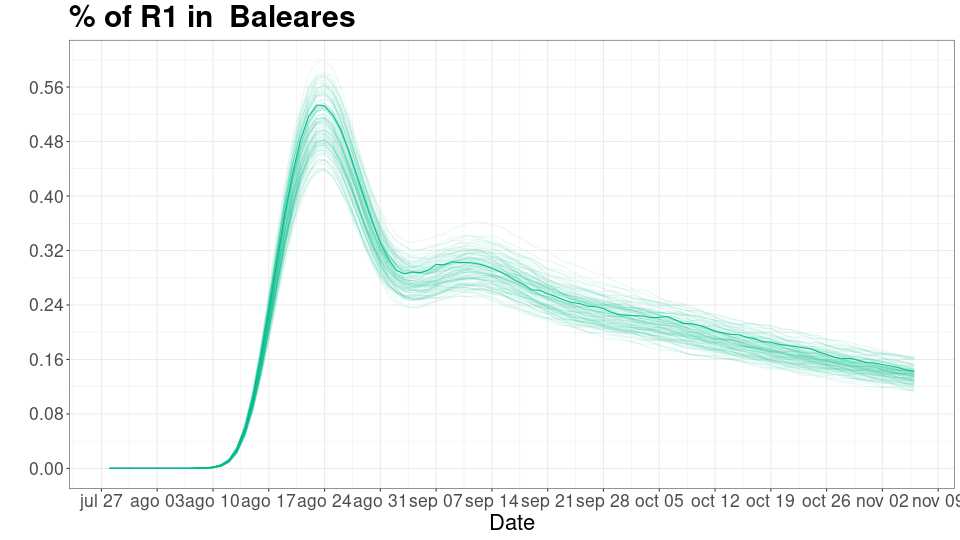 % of R1 in  Baleares
0.56
0.48
0.40
0.32
0.24
0.16
0.08
0.00
jul 27 ago 03 ago 10 ago 17 ago 24 ago 31 sep 07 sep 14 sep 21 sep 28 oct 05 oct 12 oct 19 oct 26 nov 02 nov 09
Date